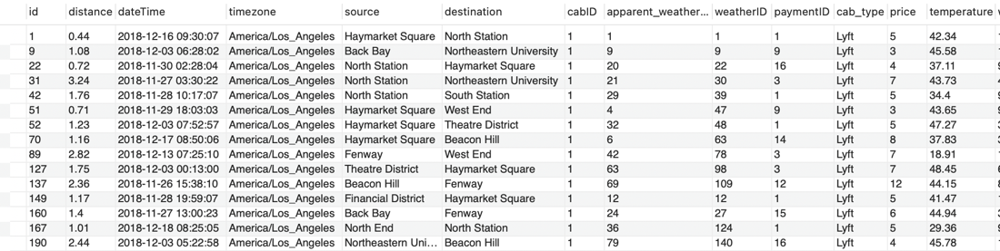 id distance dateTime timezone source destination cabID apparent_weather... weatherID paymentID cab_type price temperature
1 0.44 2018-12-16 09:30:07 America/Los_Angeles Haymarket Square North Station 1 1 1 1 Lyft 5 42.34
9 1.08 2018-12-03 06:28:02 America/Los_Angeles Back Bay Northeastern University 1 9 9 9 Lyft 3 45.58
22 0.72 2018-11-30 02:28:04 America/Los_Angeles North Station Haymarket Square 1 20 22 16 Lyft 4 37.11
31 3.24 2018-11-27 03:30:22 America/Los_Angeles North Station Northeastern University 1 21 30 3 Lyft 7 43.73
42 1.76 2018-11-28 10:17:07 America/Los_Angeles North Station South Station 1 29 39 1 Lyft 5 34.4
51 0.71 2018-11-29 18:03:03 America/Los_Angeles Haymarket Square West End 1 4 47 9 Lyft 3 43.65
52 1.23 2018-12-03 07:52:57 America/Los_Angeles Haymarket Square Theatre District 1 32 48 1 Lyft 5 47.27
70 1.16 2018-12-17 08:50:06 America/Los_Angeles Haymarket Square Beacon Hill 1 6 63 14 Lyft 8 37.83
89 2.82 2018-12-13 07:25:10 America/Los_Angeles Fenway West End 1 42 78 3 Lyft 7 18.91
127 1.75 2018-12-03 00:13:00 America/Los_Angeles Theatre District Haymarket Square 1 63 98 3 Lyft 7 48.45
137 2.36 2018-11-26 15:38:10 America/Los_Angeles Beacon Hill Fenway 1 69 109 12 Lyft 12 44.15
149 1.17 2018-11-28 19:59:07 America/Los_Angeles Financial District Haymarket Square 1 12 12 1 Lyft 5 41.47
160 1.4 2018-11-27 13:00:23 America/Los_Angeles Back Bay Fenway 1 24 27 15 Lyft 6 44.94
167 1.01 2018-12-18 08:25:05 America/Los_Angeles North End North Station 1 36 124 1 Lyft 5 29.36
190 2.44 2018-12-03 05:22:58 America/Los_Angeles Northeastern Uni... Beacon Hill 1 79 140 16 Lyft 4 45.78